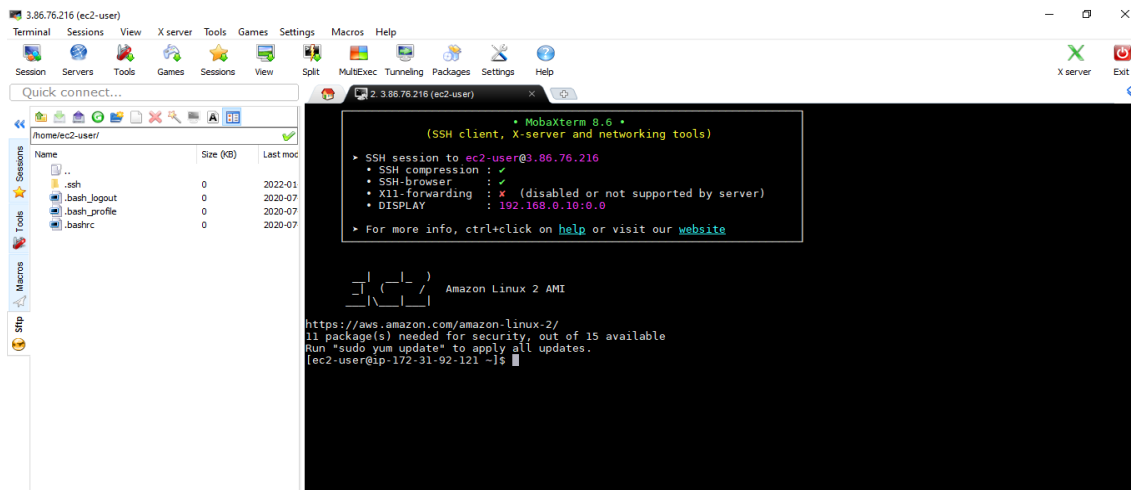 3.86.76.216 (ec2-user)
Terminal Sessions View X server Tools Games Settings Macros Help
Session Servers Tools Games Sessions View Split MultiExec Tunneling Packages Settings Help X server Exit
Quick connect...
2. 3.86.76.216 (ec2-user)
/home/ec2-user/
Name Size (KB) Last mod
..
.ssh 0 2022-01
.bash_logout 0 2020-07
.bash_profile 0 2020-07
.bashrc 0 2020-07
Sessions
Tools
Macros
Sftp
• MobaXterm 8.6 •
(SSH client, X-server and networking tools)
➤ SSH session to ec2-user@3.86.76.216
• SSH compression : ✔
• SSH-browser : ✔
• X11-forwarding : ✘ (disabled or not supported by server)
• DISPLAY : 192.168.0.10:0.0
➤ For more info, ctrl+click on help or visit our website
__| __|_ )
_| ( / Amazon Linux 2 AMI
___|\___|___|
https://aws.amazon.com/amazon-linux-2/
11 package(s) needed for security, out of 15 available
Run "sudo yum update" to apply all updates.
[ec2-user@ip-172-31-92-121 ~]$